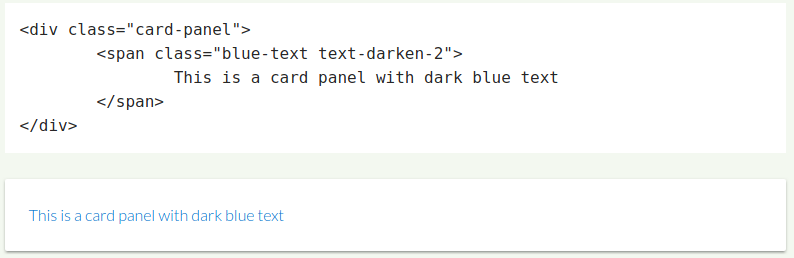 <div class="card-panel">
<span class="blue-text text-darken-2">
This is a card panel with dark blue text
</span>
</div>
This is a card panel with dark blue text